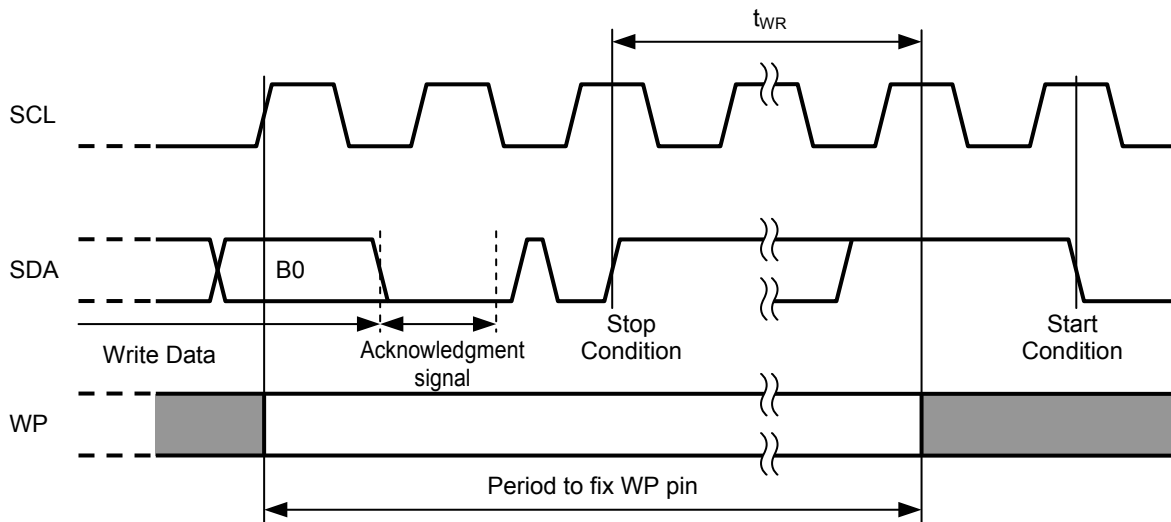 tWR
SCL
SDA
B0
Write Data
Acknowledgment
signal
Stop
Condition
Start
Condition
WP
Period to fix WP pin